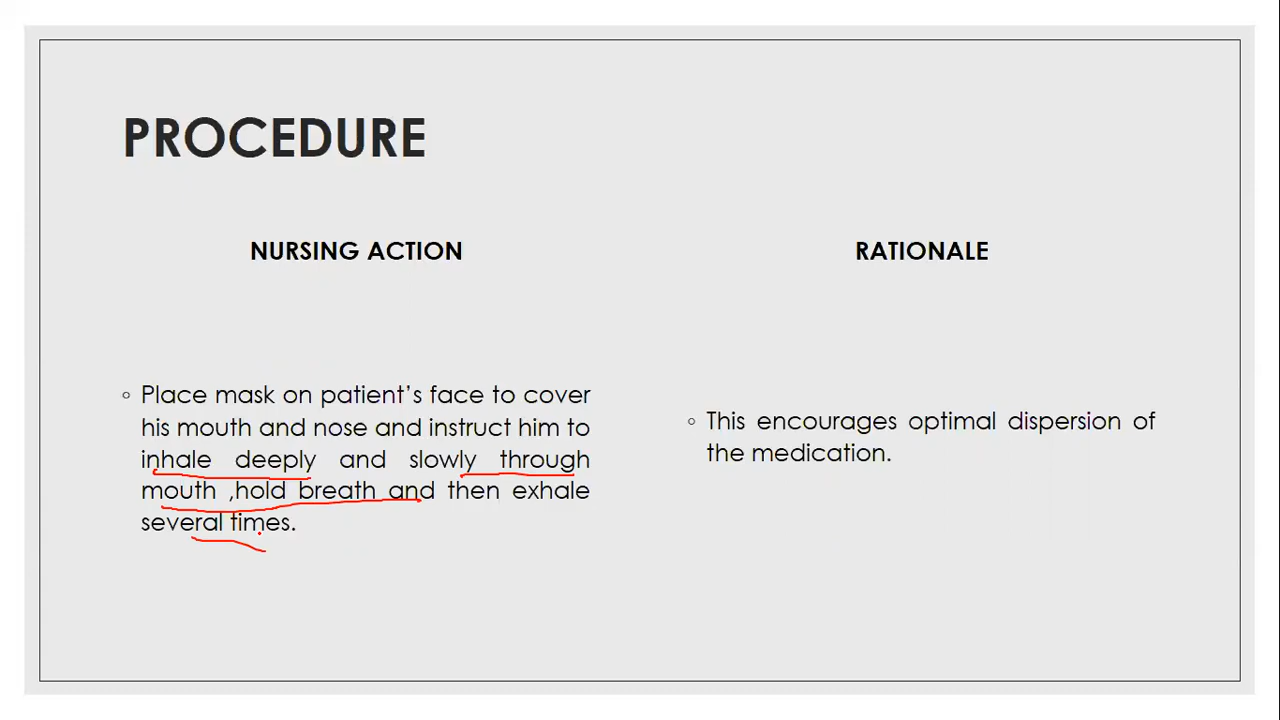 PROCEDURE
NURSING ACTION
RATIONALE
◦ Place mask on patient’s face to cover
his mouth and nose and instruct him to
inhale deeply and slowly through
mouth ,hold breath and then exhale
several times.
◦ This encourages optimal dispersion of
the medication.